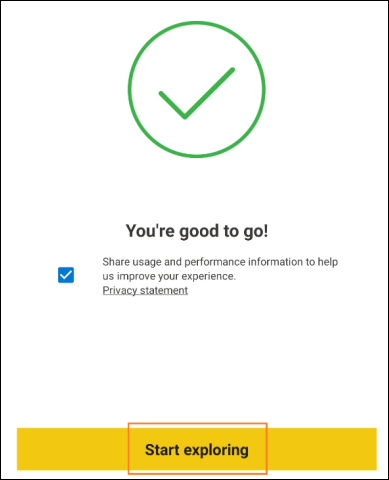 You're good to go!
Share usage and performance information to help
us improve your experience.
Privacy statement
Start exploring